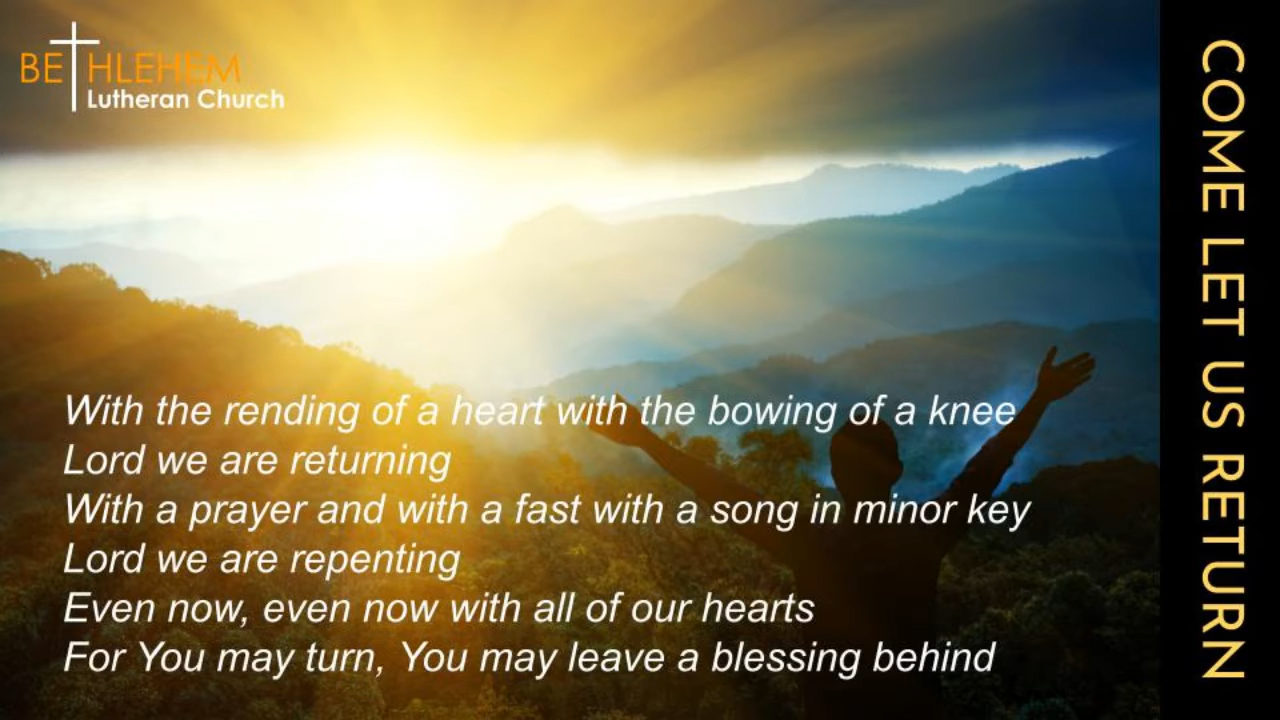 BETHLEHEM
Lutheran Church
COME LET US RETURN
With the rending of a heart with the bowing of a knee
Lord we are returning
With a prayer and with a fast with a song in minor key
Lord we are repenting
Even now, even now with all of our hearts
For You may turn, You may leave a blessing behind